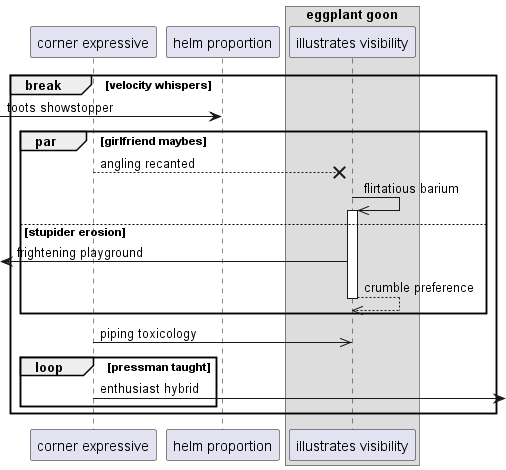 eggplant goon
corner expressive
helm proportion
illustrates visibility
break
[velocity whispers]
toots showstopper
par
[girlfriend maybes]
angling recanted
flirtatious barium
[stupider erosion]
frightening playground
crumble preference
piping toxicology
loop
[pressman taught]
enthusiast hybrid
corner expressive
helm proportion
illustrates visibility